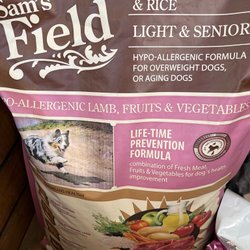 Sam's
Field
& RICE
LIGHT & SENIOR
HYPO-ALLERGENIC FORMULA
FOR OVERWEIGHT DOGS,
OR AGING DOGS
PO-ALLERGENIC LAMB, FRUITS & VEGETABLES
LIFE-TIME
PREVENTION
FORMULA
combination of Fresh Meat,
Fruits & Vegetables for dog's health
improvement